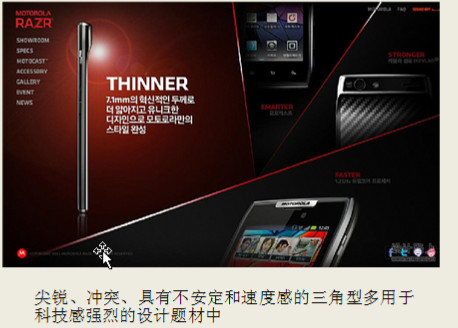 MOTOROLA
RAZR
SHOWROOM
SPECS
MOTOCAST
ACCESSORY
GALLERY
EVENT
NEWS
THINNER
7.1mm의 혁신적인 두께로
더 얇아지고 유니크한
디자인으로 모토로라만의
스타일 완성
SMARTER
STRONGER
FASTER
MOTOROLA
尖锐、冲突、具有不安定和速度感的三角型多用于
科技感强烈的设计题材中